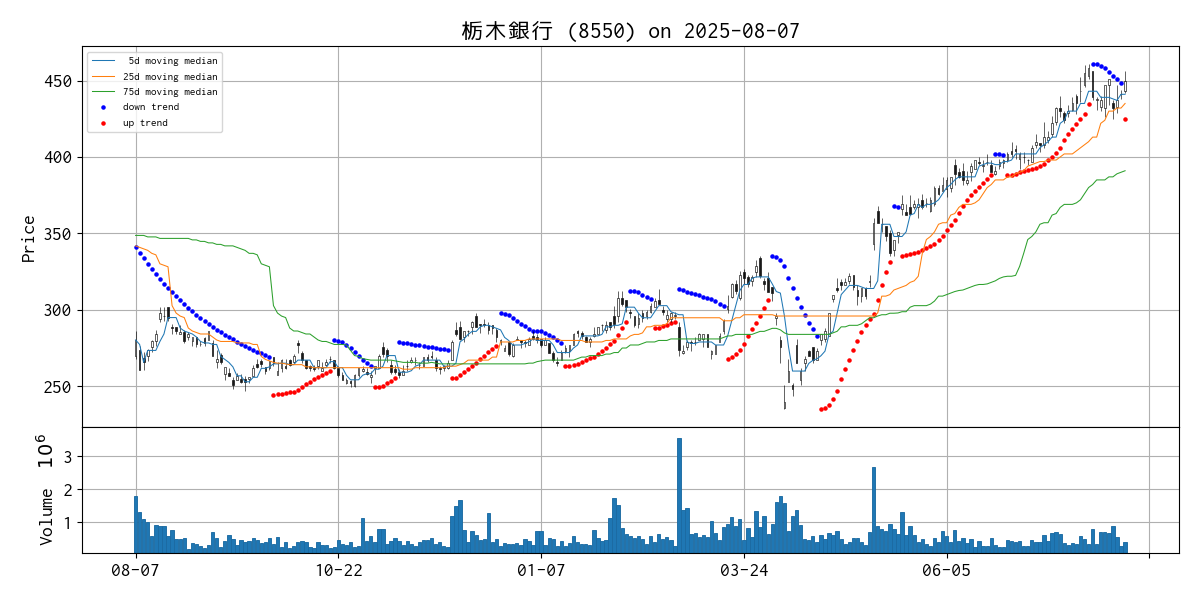 栃木銀行 (8550) on 2025-08-07
5d moving median
25d moving median
75d moving median
down trend
up trend
Price
450
400
350
300
250
Volume 10^6
3
2
1
08-07 10-22 01-07 03-24 06-05